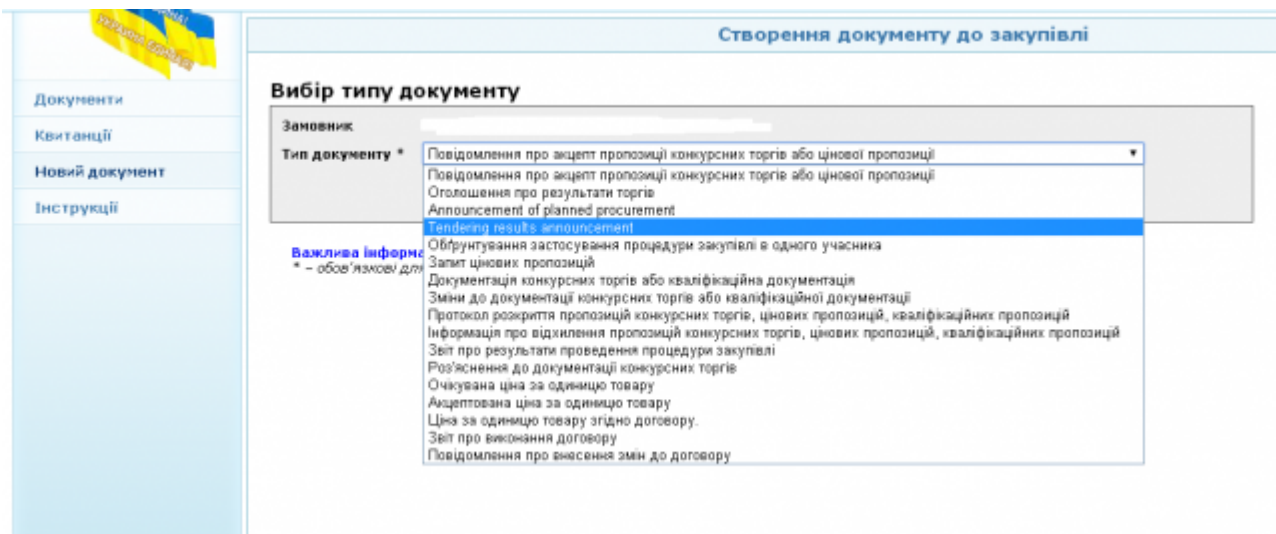 УКРАЇНА ЄДИНА!
Створення документу до закупівлі
Документи
Квитанції
Новий документ
Інструкції
Вибір типу документу
Замовник
Тип документу *
Повідомлення про акцепт пропозиції конкурсних торгів або цінової пропозиції
Повідомлення про акцепт пропозиції конкурсних торгів або цінової пропозиції
Оголошення про результати торгів
Announcement of planned procurement
Tendering results announcement
Обґрунтування застосування процедури закупівлі в одного учасника
Запит цінових пропозицій
Документація конкурсних торгів або кваліфікаційна документація
Зміни до документації конкурсних торгів або кваліфікаційної документації
Протокол розкриття пропозицій конкурсних торгів, цінових пропозицій, кваліфікаційних пропозицій
Інформація про відхилення пропозицій конкурсних торгів, цінових пропозицій, кваліфікаційних пропозицій
Звіт про результати проведення процедури закупівлі
Роз'яснення до документації конкурсних торгів
Очікувана ціна за одиницю товару
Акцептована ціна за одиницю товару
Ціна за одиницю товару згідно договору.
Звіт про виконання договору
Повідомлення про внесення змін до договору
Важлива інформа
* – обов'язкові для